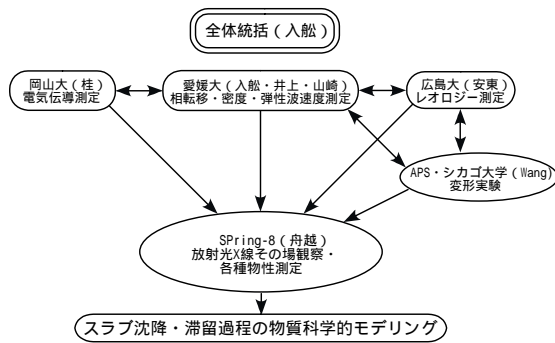 全体統括(入舩)
岡山大(桂)
電気伝導測定
愛媛大(入舩・井上・山崎)
相転移・密度・弾性波速度測定
広島大(安東)
レオロジー測定
APS・シカゴ大学(Wang)
変形実験
SPring-8(舟越)
放射光X線その場観察・
各種物性測定
スラブ沈降・滞留過程の物質科学的モデリング